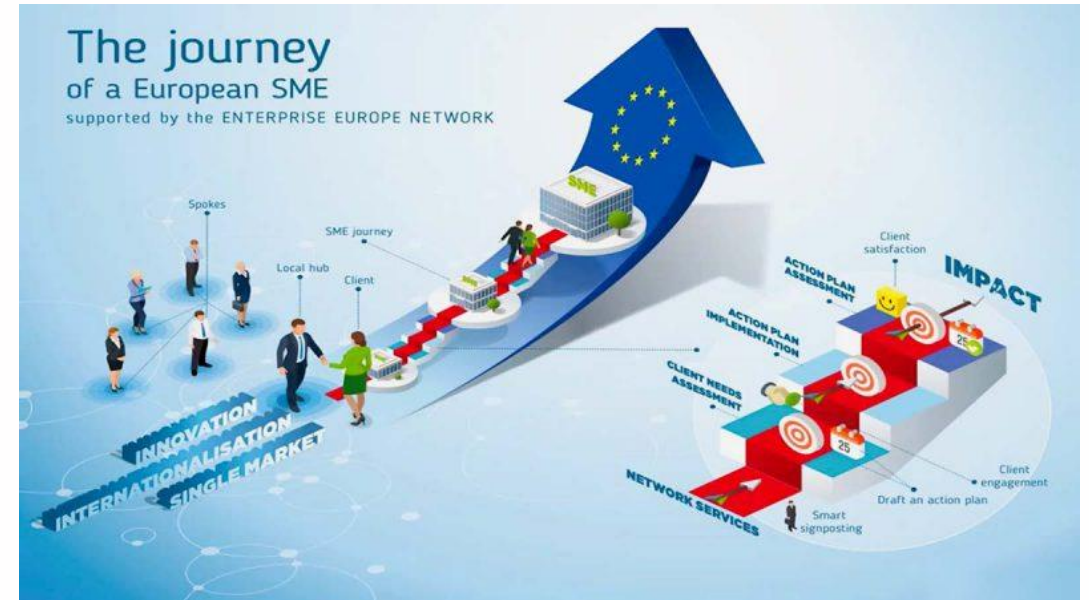 The journey
of a European SME
supported by the ENTERPRISE EUROPE NETWORK
Spokes
SME journey
Local hub
Client
SME
SME
SME
INNOVATION
INTERNATIONALISATION
SINGLE MARKET
Client
satisfaction
IMPACT
ACTION PLAN
ASSESSMENT
25
ACTION PLAN
IMPLEMENTATION
CLIENT NEEDS
ASSESSMENT
25
Client
engagement
Draft an action plan
NETWORK SERVICES
Smart
signposting